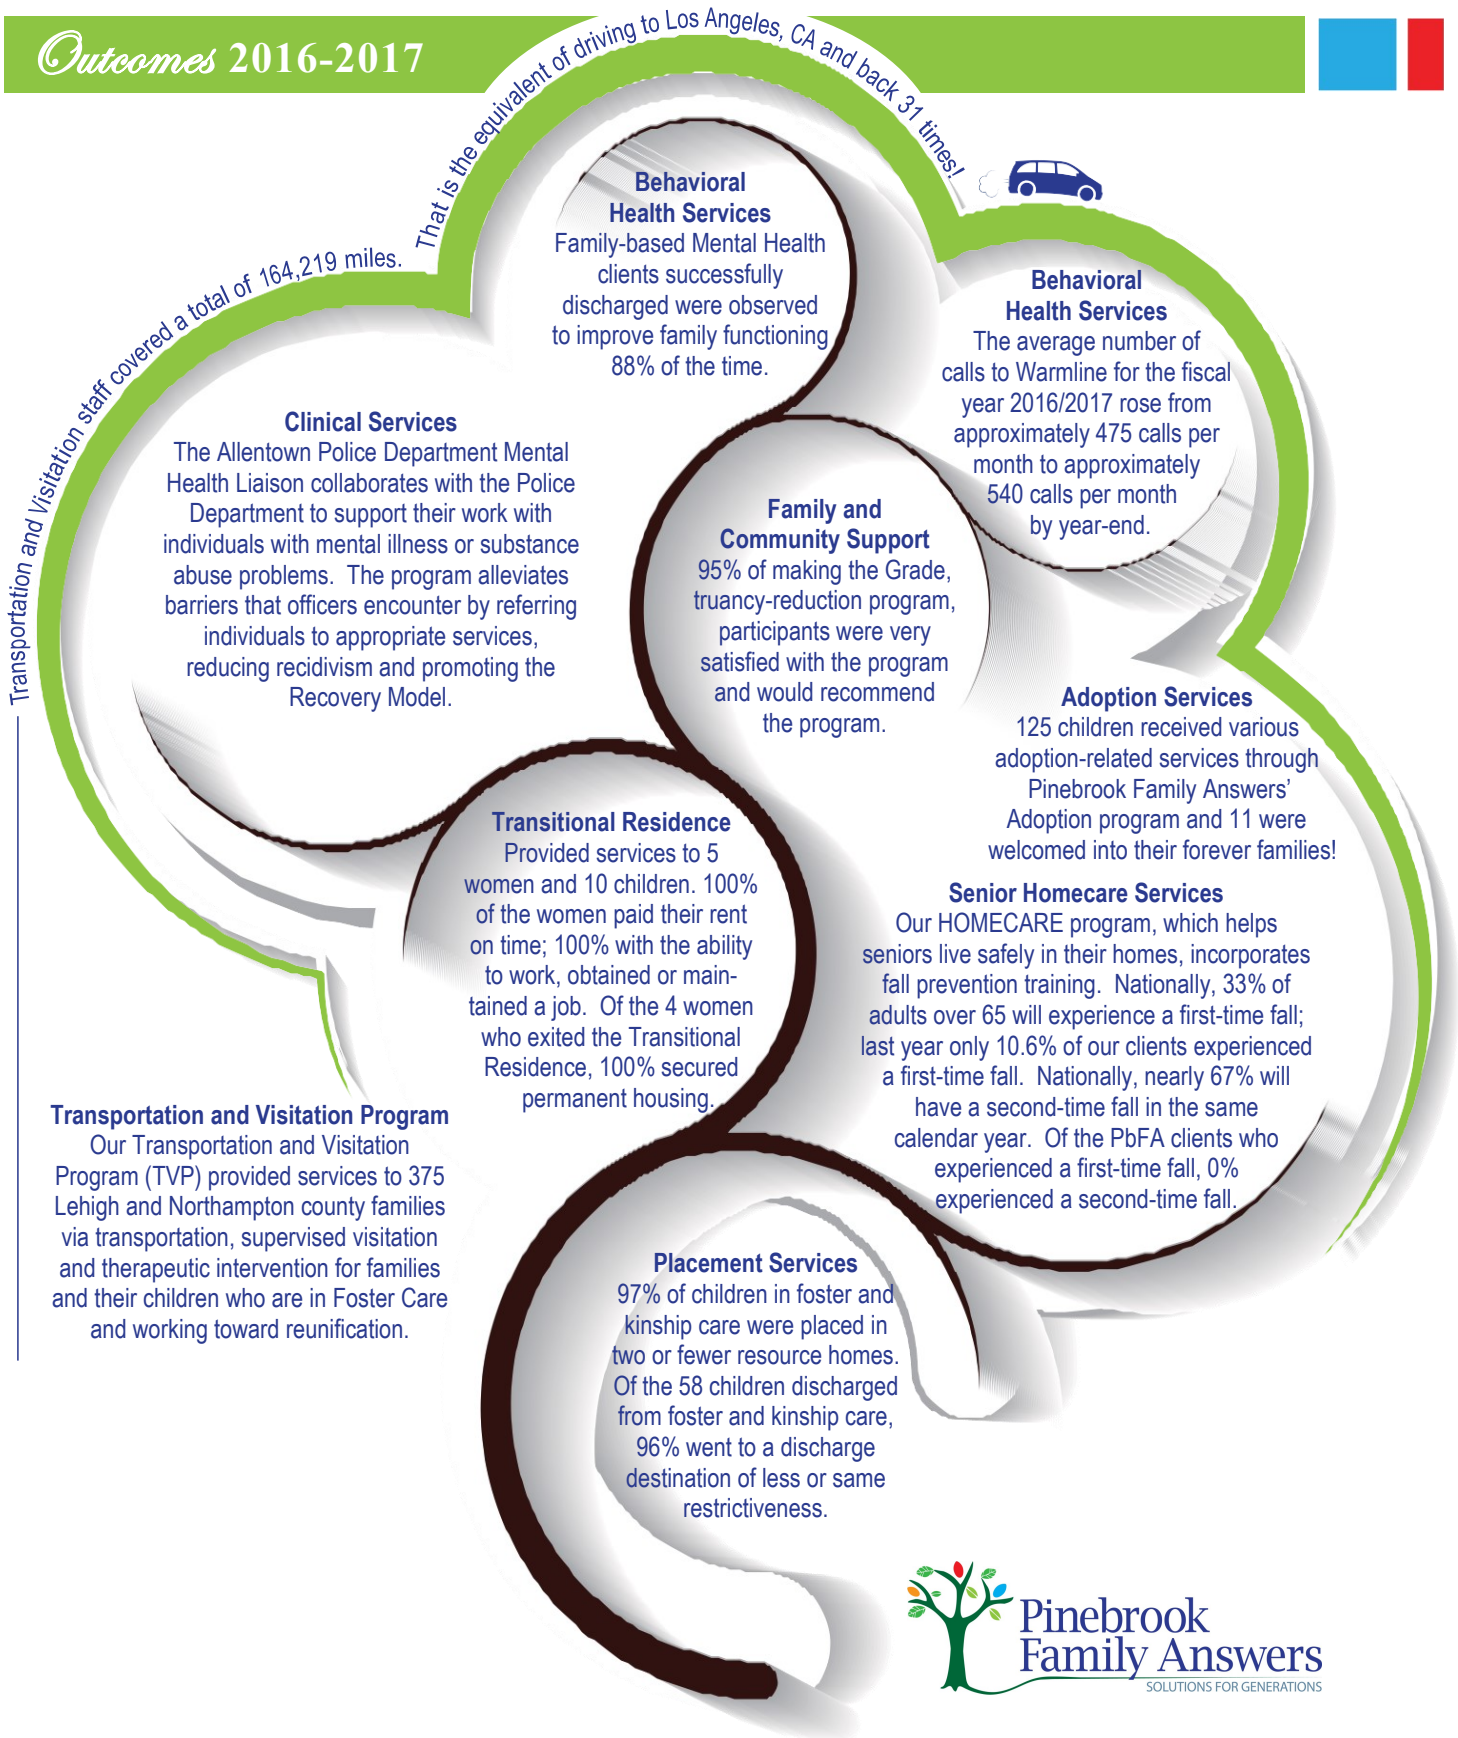 Outcomes 2016-2017
Transportation and Visitation staff covered a total of 164,219 miles.
That is the equivalent of driving to Los Angeles, CA and back 31 times!
Behavioral
Health Services
Family-based Mental Health
clients successfully
discharged were observed
to improve family functioning
88% of the time.
Behavioral
Health Services
The average number of
calls to Warmline for the fiscal
year 2016/2017 rose from
approximately 475 calls per
month to approximately
540 calls per month
by year-end.
Clinical Services
The Allentown Police Department Mental
Health Liaison collaborates with the Police
Department to support their work with
individuals with mental illness or substance
abuse problems.  The program alleviates
barriers that officers encounter by referring
individuals to appropriate services,
reducing recidivism and promoting the
Recovery Model.
Family and
Community Support
95% of making the Grade,
truancy-reduction program,
participants were very
satisfied with the program
and would recommend
the program.
Adoption Services
125 children received various
adoption-related services through
Pinebrook Family Answers’
Adoption program and 11 were
welcomed into their forever families!
Transitional Residence
Provided services to 5
women and 10 children. 100%
of the women paid their rent
on time; 100% with the ability
to work, obtained or main-
tained a job.  Of the 4 women
who exited the Transitional
Residence, 100% secured
permanent housing.
Senior Homecare Services
Our HOMECARE program, which helps
seniors live safely in their homes, incorporates
fall prevention training.  Nationally, 33% of
adults over 65 will experience a first-time fall;
last year only 10.6% of our clients experienced
a first-time fall.  Nationally, nearly 67% will
have a second-time fall in the same
calendar year.  Of the PbFA clients who
experienced a first-time fall, 0%
experienced a second-time fall.
Transportation and Visitation Program
Our Transportation and Visitation
Program (TVP) provided services to 375
Lehigh and Northampton county families
via transportation, supervised visitation
and therapeutic intervention for families
and their children who are in Foster Care
and working toward reunification.
Placement Services
97% of children in foster and
kinship care were placed in
two or fewer resource homes.
Of the 58 children discharged
from foster and kinship care,
96% went to a discharge
destination of less or same
restrictiveness.
Pinebrook
Family Answers
SOLUTIONS FOR GENERATIONS